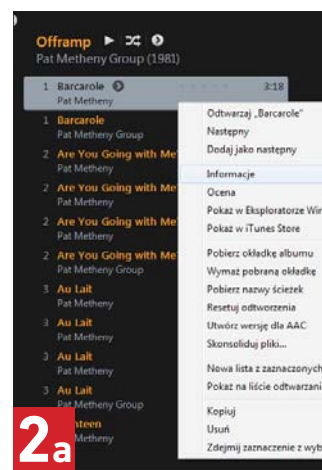 Offramp
Pat Metheny Group (1981)
1 Barcarole 3:18
Pat Metheny
1 Barcarole
Pat Metheny Group
2 Are You Going with Me
Pat Metheny
2 Are You Going with Me
Pat Metheny
2 Are You Going with Me
Pat Metheny
2 Are You Going with Me
Pat Metheny Group
3 Au Lait
Pat Metheny
3 Au Lait
Pat Metheny
3 Au Lait
Pat Metheny
3 Au Lait
Pat Metheny Group
nteen
Metheny
Odtwarzaj „Barcarole"
Następny
Dodaj jako następny
Informacje
Ocena
Pokaż w Eksploratorze Wir
Pokaż w iTunes Store
Pobierz okładkę albumu
Wymaż pobraną okładkę
Pobierz nazwy ścieżek
Resetuj odtworzenia
Utwórz wersję dla AAC
Skonsoliduj pliki...
Nowa lista z zaznaczonych
Pokaż na liście odtwarzani
Kopiuj
Usuń
Zdejmij zaznaczenie z wyb
2a